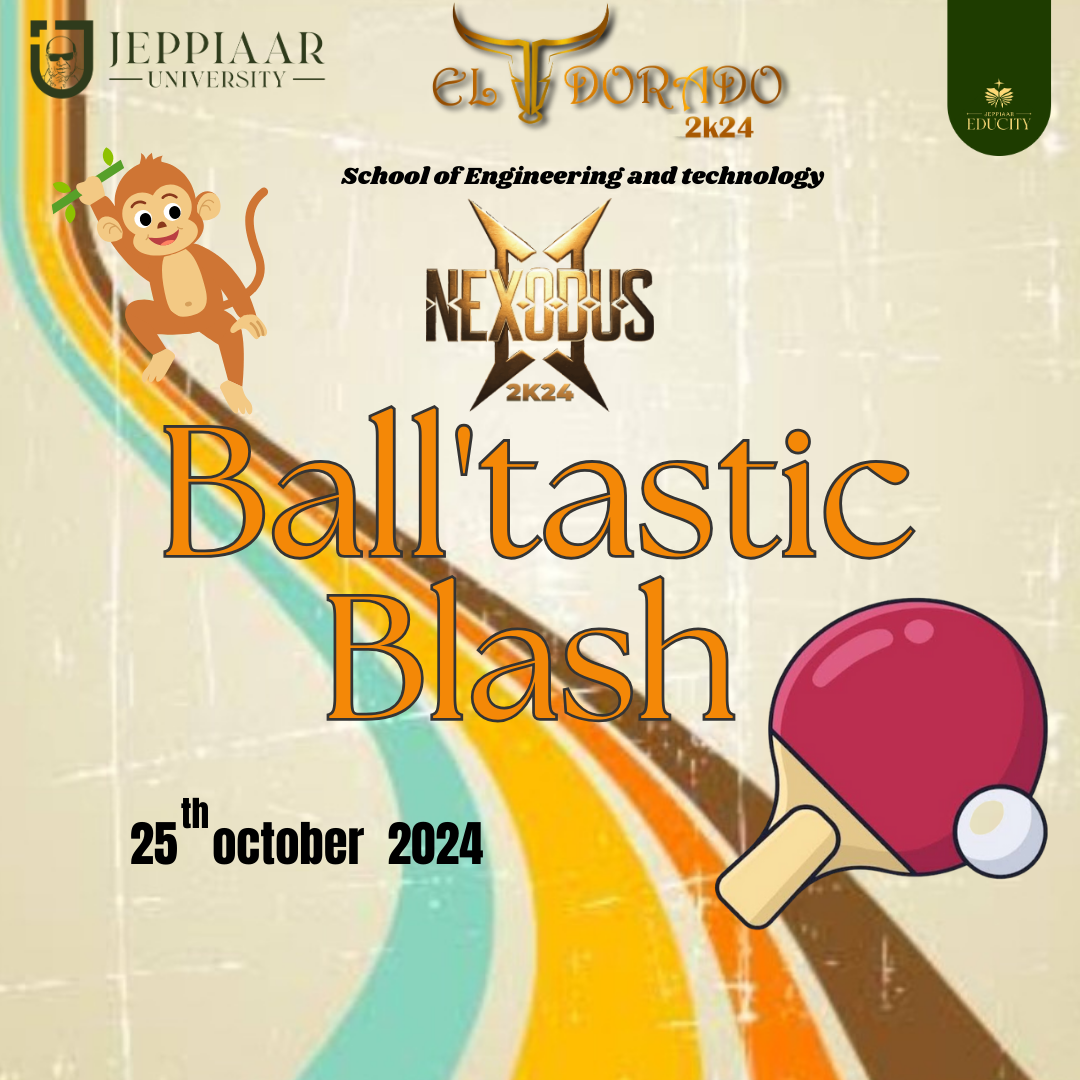 JEPPIAAR
UNIVERSITY
EL DORADO
2k24
JEPPIAAR
EDUCITY
School of Engineering and technology
NEXODUS
2K24
Ball'tastic
Blash
25th october 2024